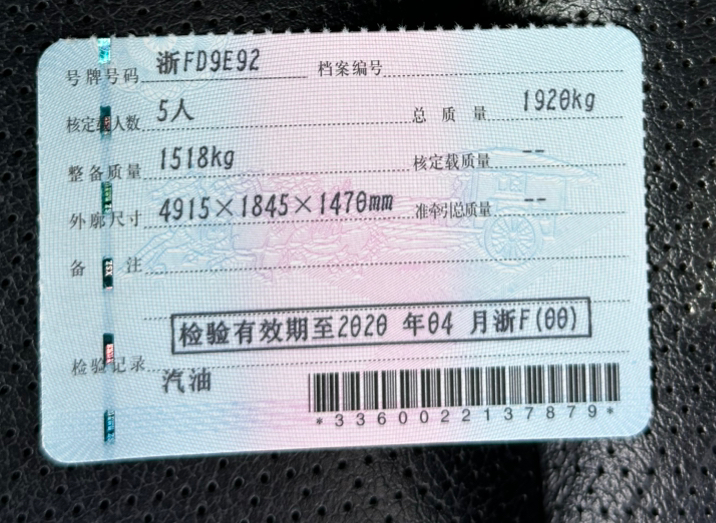 号牌号码 浙FD9E92 档案编号
核定载人数 5人 总质量 1920kg
整备质量 1518kg 核定载质量 --
外廓尺寸 4915×1845×1470mm 准牵引总质量 --
备注
检验有效期至2020 年04 月浙F(00)
检验记录
汽油
*3360022137879*